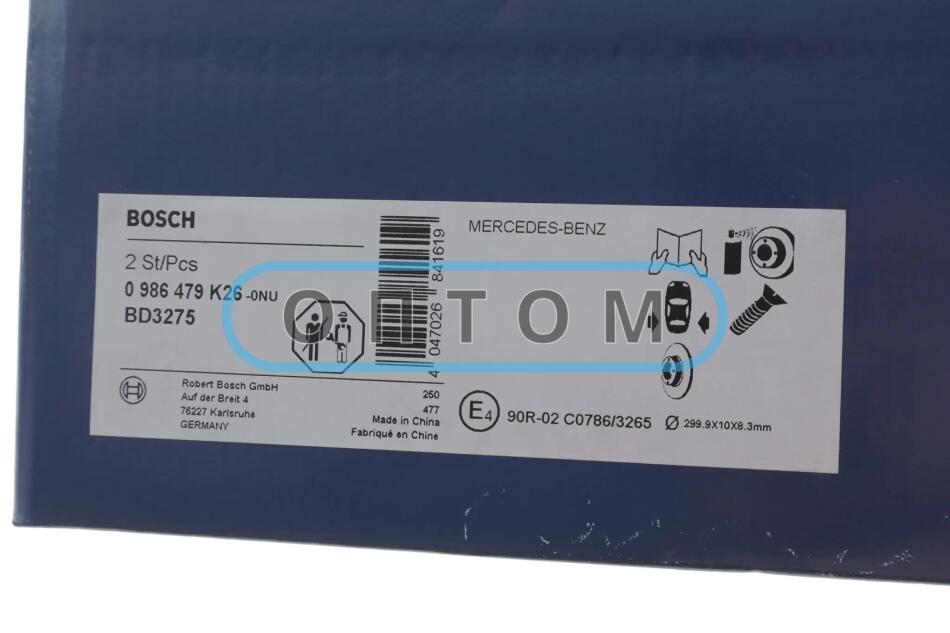 BOSCH
2 St/Pcs
0 986 479 K26 -0NU
BD3275
4 047026 841619
MERCEDES-BENZ
ОПТОМ
Robert Bosch GmbH
Auf der Breit 4
76227 Karlsruhe
GERMANY
250
477
Made in China
Fabriqué en Chine
E4 90R-02 C0786/3265 Ø 299.9X10X8.3mm